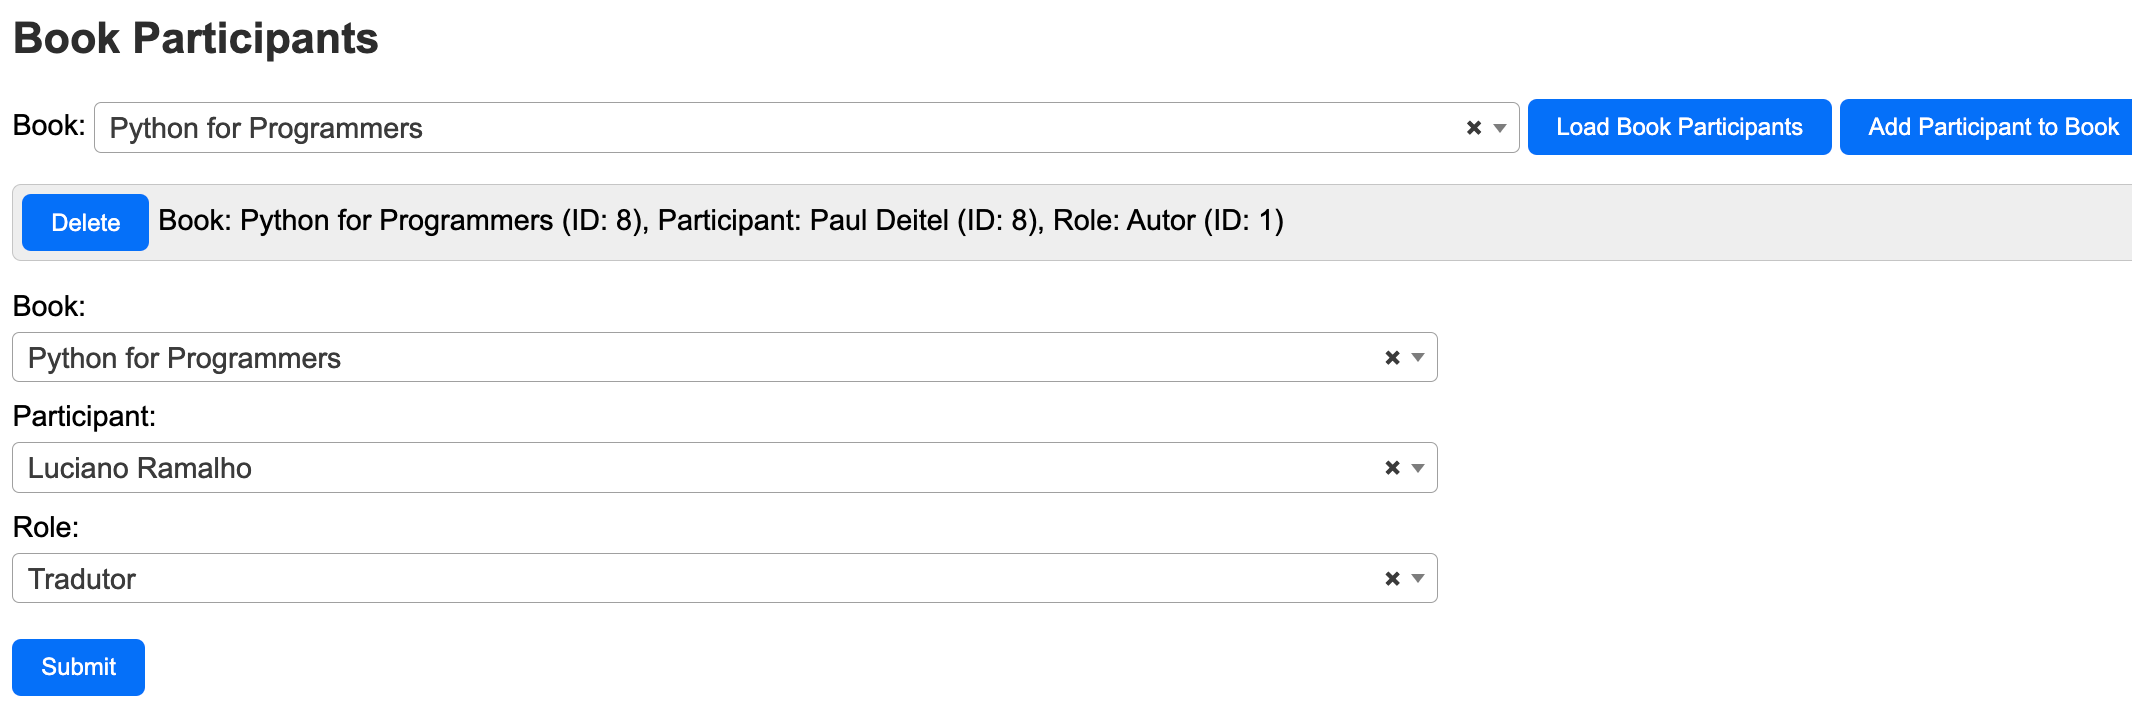 Book Participants
Book: Python for Programmers Load Book Participants Add Participant to Book
Delete Book: Python for Programmers (ID: 8), Participant: Paul Deitel (ID: 8), Role: Autor (ID: 1)
Book:
Python for Programmers
Participant:
Luciano Ramalho
Role:
Tradutor
Submit